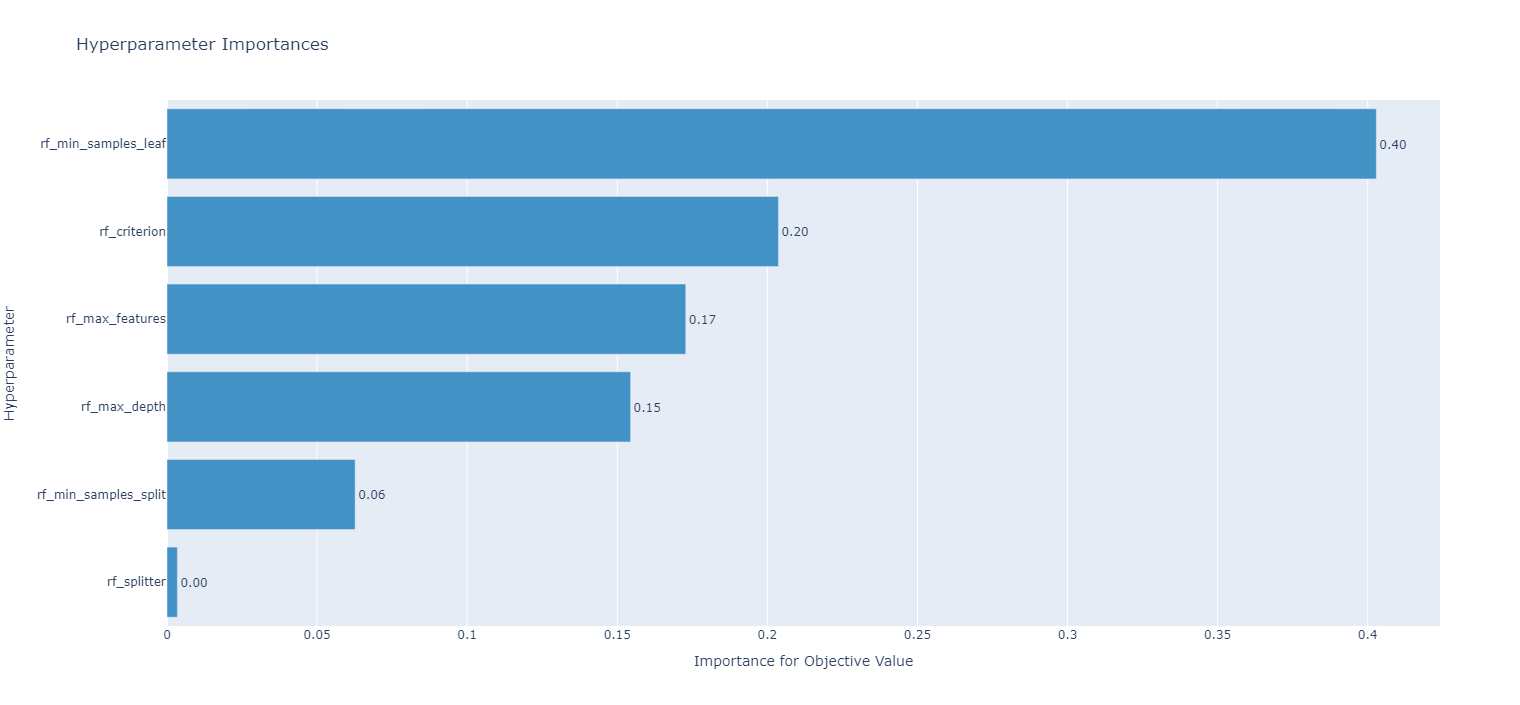 Hyperparameter Importances
Hyperparameter
rf_min_samples_leaf 0.40
rf_criterion 0.20
rf_max_features 0.17
rf_max_depth 0.15
rf_min_samples_split 0.06
rf_splitter 0.00
0 0.05 0.1 0.15 0.2 0.25 0.3 0.35 0.4
Importance for Objective Value